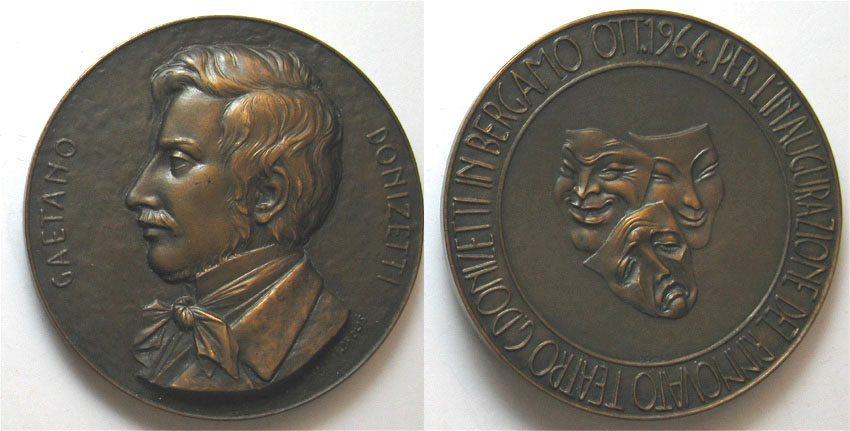 GAETANO
DONIZETTI
PER L'INAUGURAZIONE DEL RINNOVATO TEATRO G.DONIZETTI IN BERGAMO OTT.1964